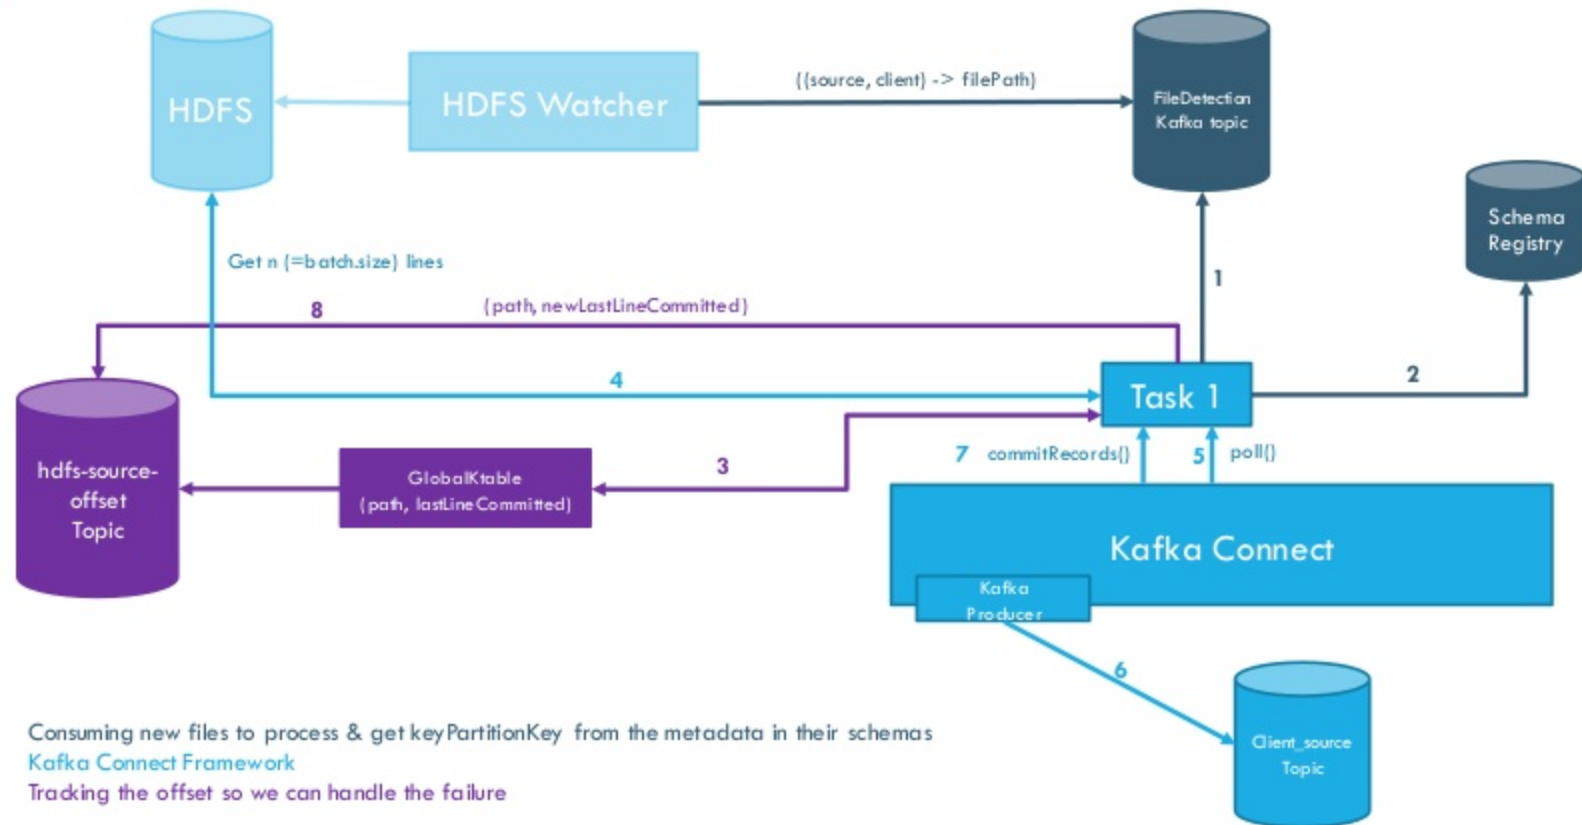 HDFS
HDFS Watcher
((source, client) -> filePath)
FileDetection
Kafka topic
Schema
Registry
Get n (=batch.size) lines
1
8
(path, newLastLineCommitted)
4
2
Task 1
hdfs-source-
offset
Topic
GlobalKtable
(path, lastLineCommitted)
3
7 commitRecords()
5 poll()
Kafka Connect
Kafka
Producer
6
Client_source
Topic
Consuming new files to process & get keyPartitionKey from the metadata in their schemas
Kafka Connect Framework
Tracking the offset so we can handle the failure